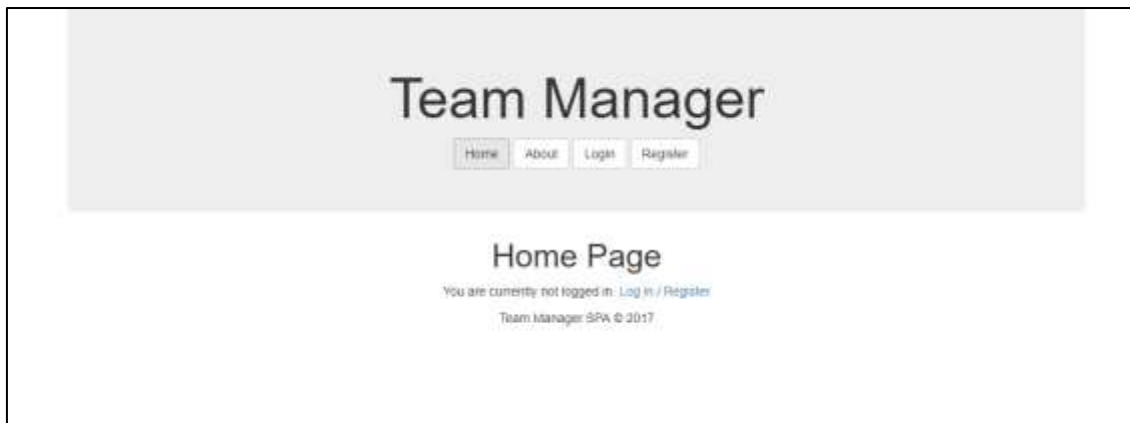 Team Manager
Home About Login Register
Home Page
You are currently not logged in. Log in / Register
Team Manager SPA © 2017